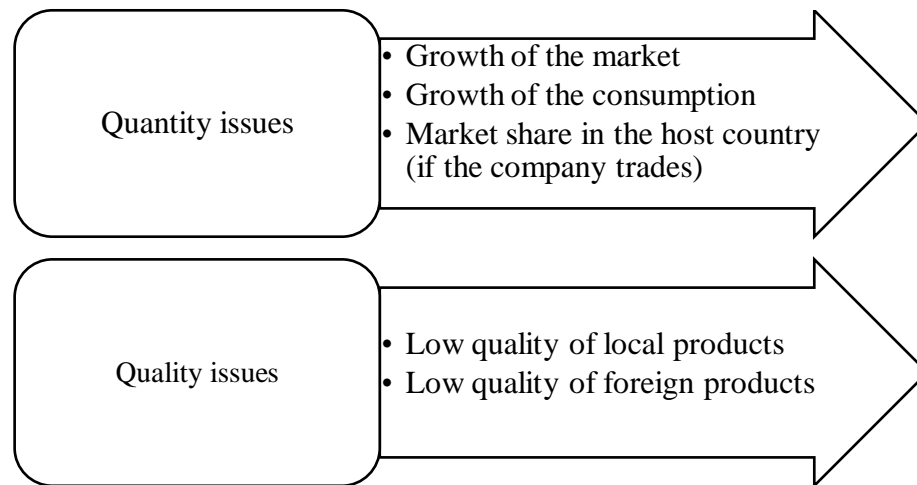 Quantity issues
• Growth of the market
• Growth of the consumption
• Market share in the host country
(if the company trades)
Quality issues
• Low quality of local products
• Low quality of foreign products